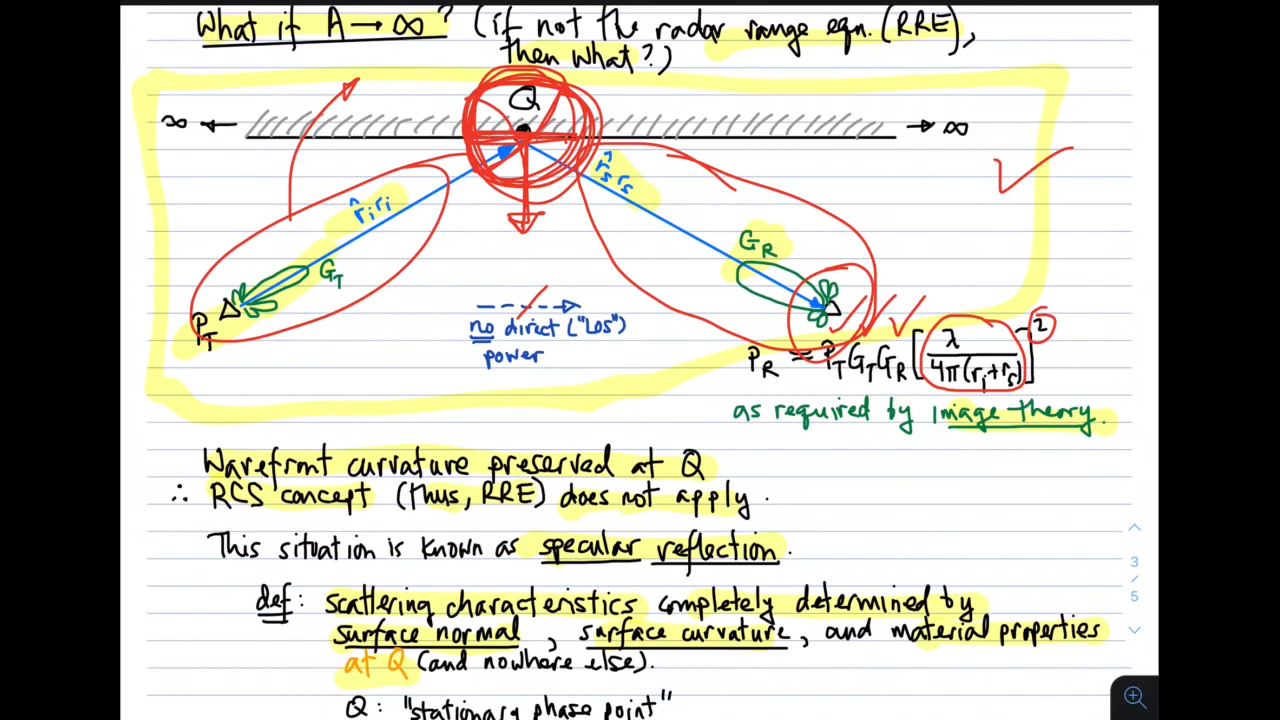 What if A → ∞ ? (if not the radar range eqn. (RRE),
then what?)
Q
∞ ← → ∞
r̂ᵢrᵢ r̂ₛrₛ
G_T G_R
P_T
no direct ("LOS")
power
P_R = P_T G_T G_R [λ / 4π(rᵢ+rₛ)]²
as required by image theory.
Wavefront curvature preserved at Q
∴ RCS concept (thus, RRE) does not apply.
This situation is known as specular reflection.
def: scattering characteristics completely determined by
surface normal, surface curvature, and material properties
at Q (and nowhere else).
Q: "stationary phase point"
3
/
5